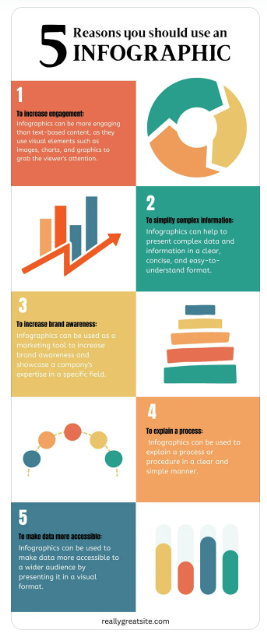 5 Reasons you should use an
INFOGRAPHIC
1
To increase engagement:
Infographics can be more engaging
than text-based content, as they
use visual elements such as
images, charts, and graphics to
grab the viewer's attention.
2
To simplify complex information:
Infographics can help to
present complex data and
information in a clear,
concise, and easy-to-
understand format.
3
To increase brand awareness:
Infographics can be used as a
marketing tool to increase
brand awareness and
showcase a company's
expertise in a specific field.
4
To explain a process:
Infographics can be used to
explain a process or
procedure in a clear and
simple manner.
5
To make data more accessible:
Infographics can be used to
make data more accessible to
a wider audience by
presenting it in a visual
format.
reallygreatsite.com